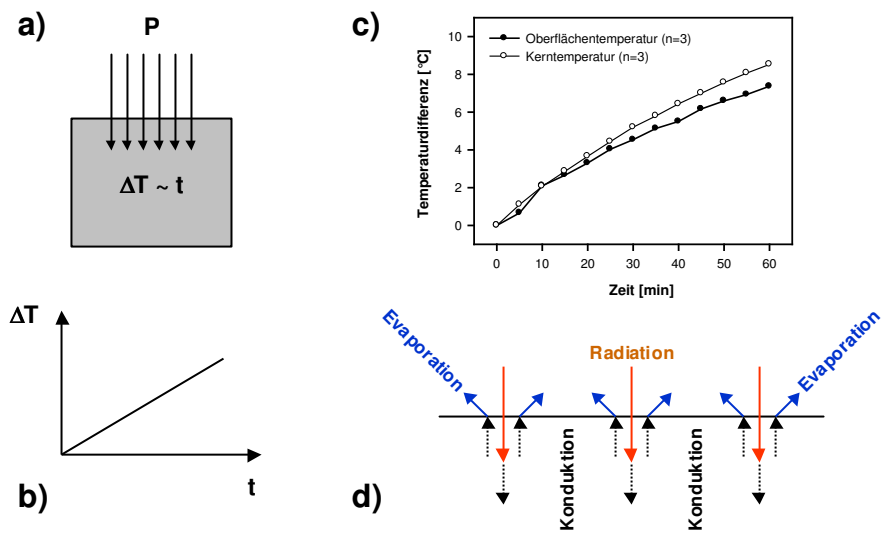 a)
P
ΔT ~ t
ΔT
t
b)
c)
Temperaturdifferenz [°C]
10
8
6
4
2
0
Oberflächentemperatur (n=3)
Kerntemperatur (n=3)
0 10 20 30 40 50 60
Zeit [min]
Evaporation
Radiation
Evaporation
Konduktion
Konduktion
d)